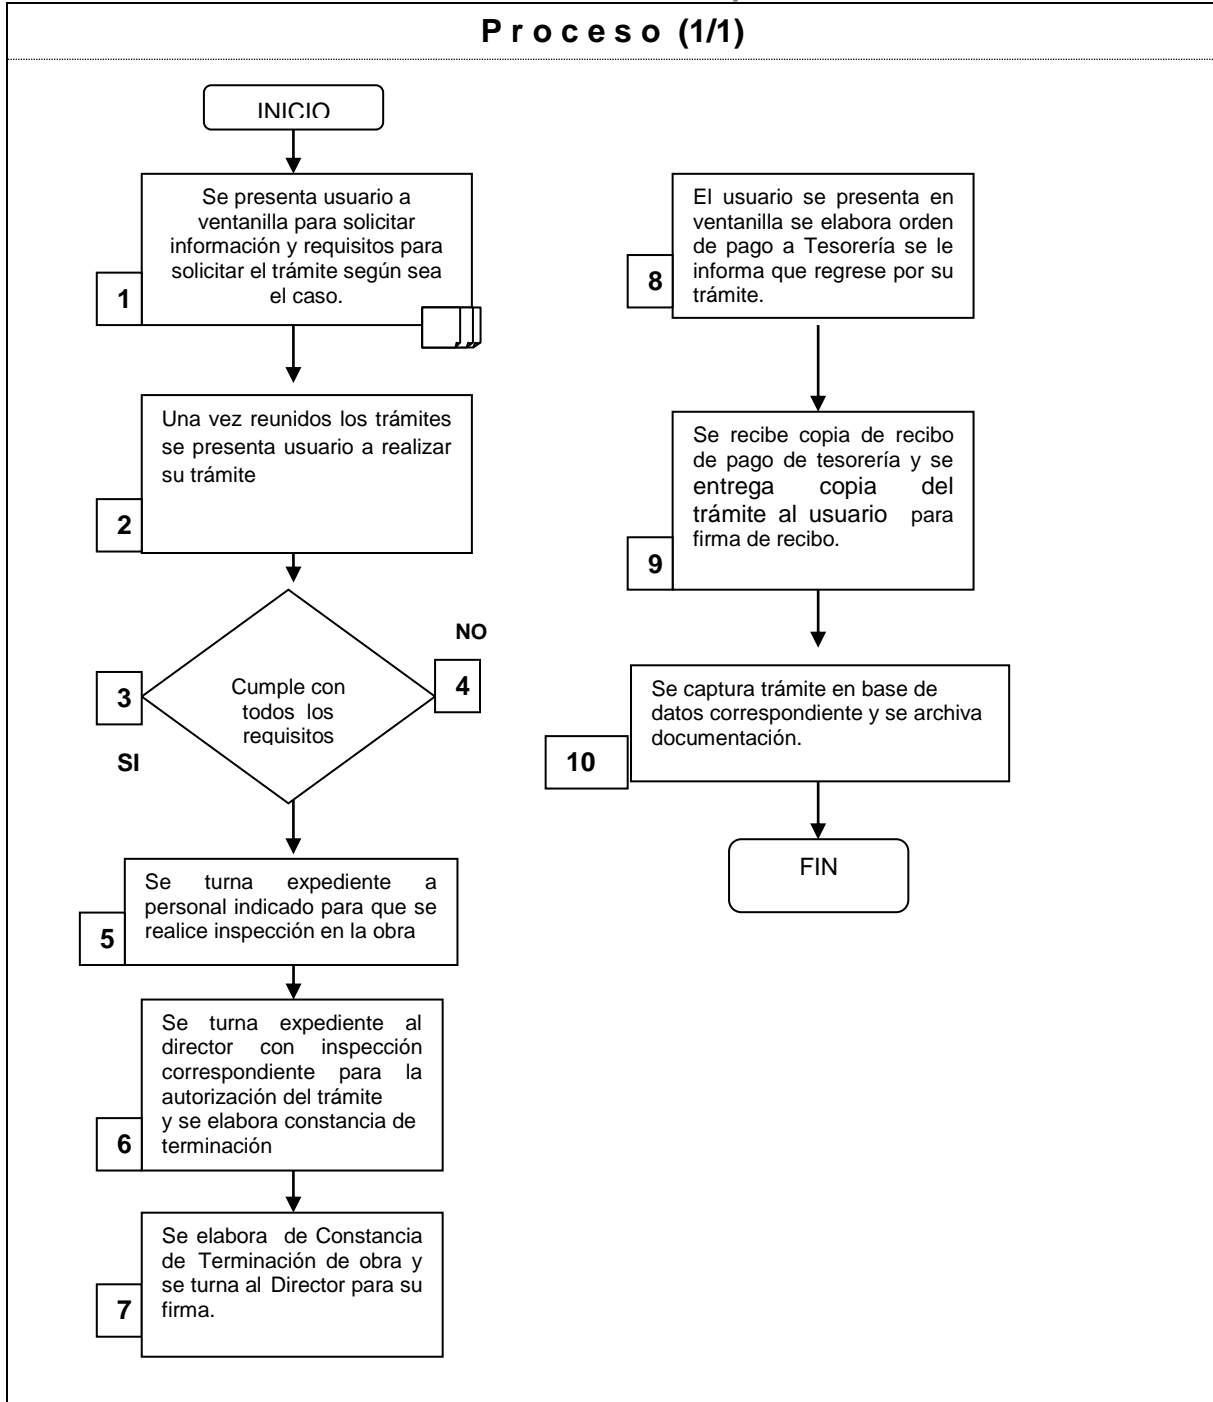 P r o c e s o (1/1)
INICIO
Se presenta usuario a
ventanilla para solicitar
información y requisitos para
solicitar el trámite según sea
el caso.
1
Una vez reunidos los trámites
se presenta usuario a realizar
su trámite
2
NO
3
4
Cumple con
todos los
requisitos
SI
Se turna expediente a
personal indicado para que se
realice inspección en la obra
5
Se turna expediente al
director con inspección
correspondiente para la
autorización del trámite
y se elabora constancia de
terminación
6
Se elabora de Constancia
de Terminación de obra y
se turna al Director para su
firma.
7
El usuario se presenta en
ventanilla se elabora orden
de pago a Tesorería se le
informa que regrese por su
trámite.
8
Se recibe copia de recibo
de pago de tesorería y se
entrega copia del
trámite al usuario para
firma de recibo.
9
Se captura trámite en base de
datos correspondiente y se archiva
documentación.
10
FIN